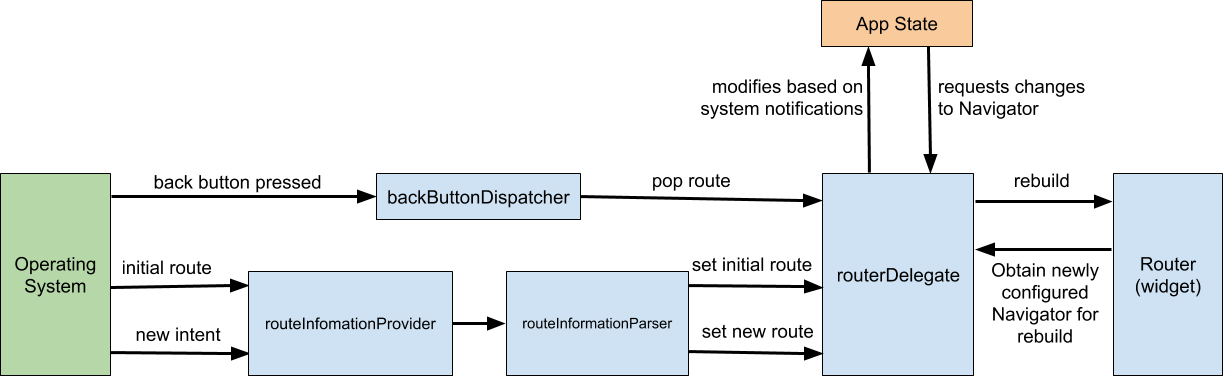 App State
modifies based on
system notifications
requests changes
to Navigator
back button pressed
backButtonDispatcher
pop route
rebuild
Operating
System
initial route
new intent
routeInfomationProvider
routeInformationParser
set initial route
set new route
routerDelegate
Obtain newly
configured
Navigator for
rebuild
Router
(widget)